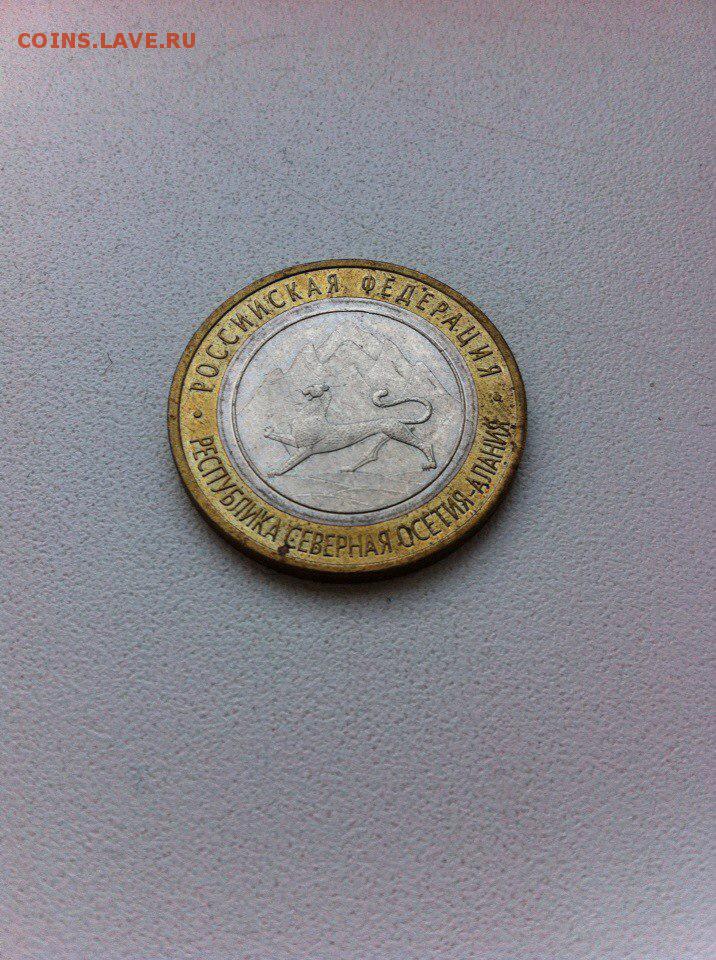 COINS.LAVE.RU
РОССИЙСКАЯ ФЕДЕРАЦИЯ
РЕСПУБЛИКА СЕВЕРНАЯ ОСЕТИЯ-АЛАНИЯ